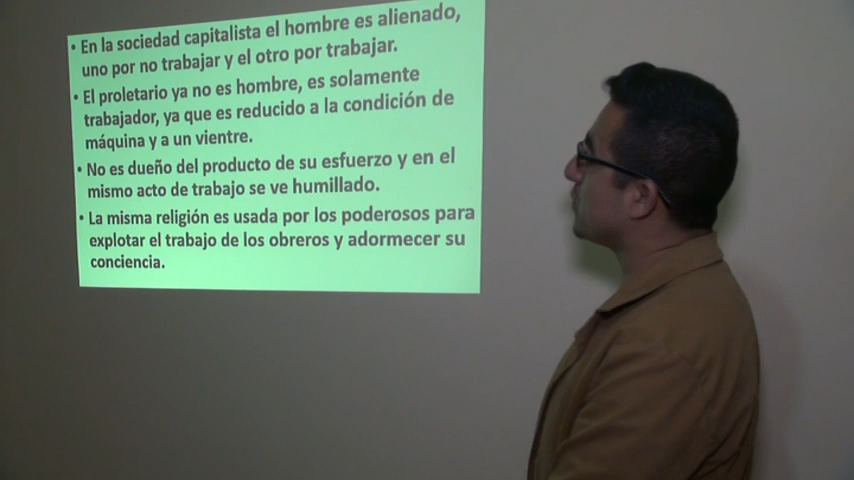 • En la sociedad capitalista el hombre es alienado,
uno por no trabajar y el otro por trabajar.
• El proletario ya no es hombre, es solamente
trabajador, ya que es reducido a la condición de
máquina y a un vientre.
• No es dueño del producto de su esfuerzo y en el
mismo acto de trabajo se ve humillado.
• La misma religión es usada por los poderosos para
explotar el trabajo de los obreros y adormecer su
conciencia.